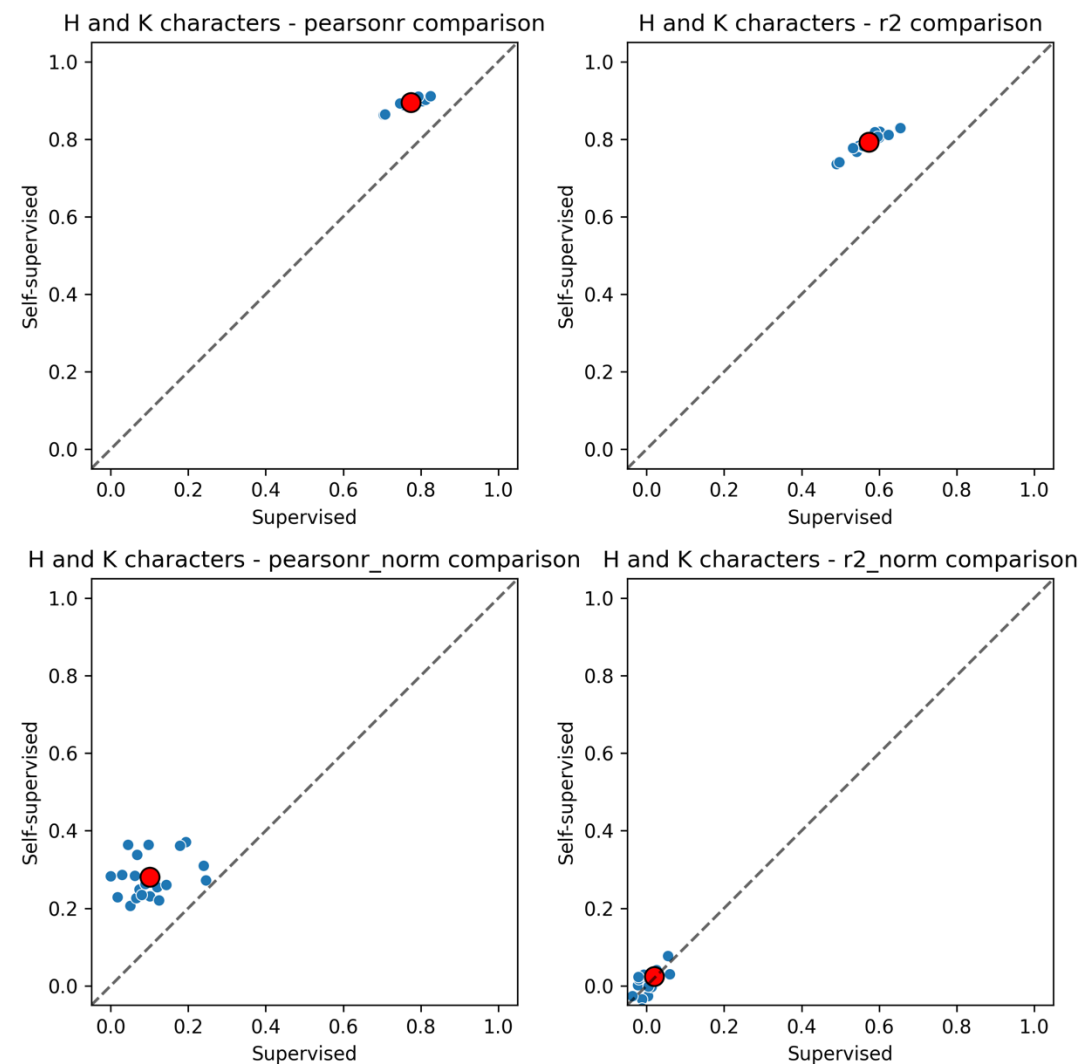 H and K characters - pearsonr comparison
1.0
0.8
0.6
0.4
0.2
0.0
Self-supervised
0.0 0.2 0.4 0.6 0.8 1.0
Supervised
H and K characters - r2 comparison
1.0
0.8
0.6
0.4
0.2
0.0
Self-supervised
0.0 0.2 0.4 0.6 0.8 1.0
Supervised
H and K characters - pearsonr_norm comparison
1.0
0.8
0.6
0.4
0.2
0.0
Self-supervised
0.0 0.2 0.4 0.6 0.8 1.0
Supervised
H and K characters - r2_norm comparison
1.0
0.8
0.6
0.4
0.2
0.0
Self-supervised
0.0 0.2 0.4 0.6 0.8 1.0
Supervised